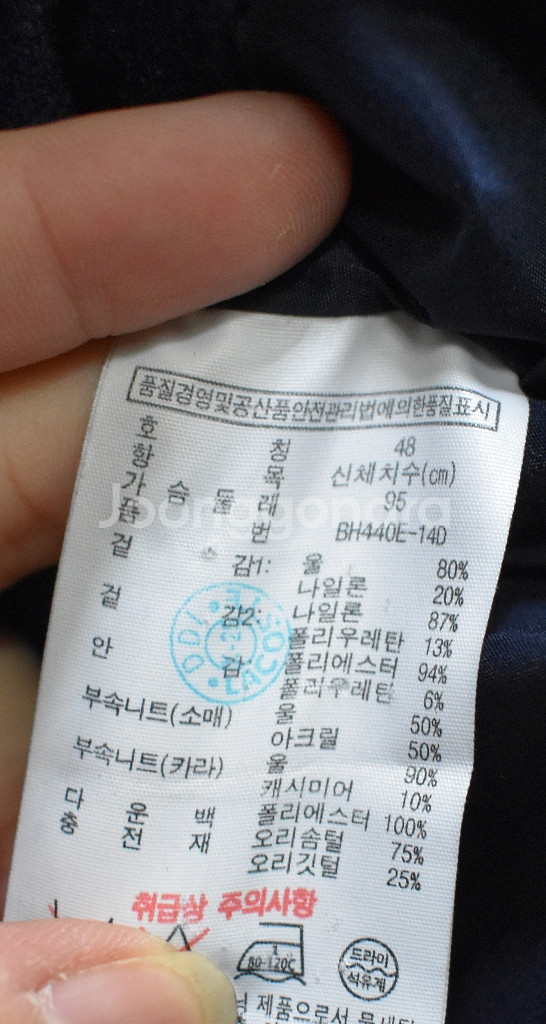 품질경영및공산품안전관리법에의한품질표시
호 칭 48
항 목 신체치수(cm)
가 슴 둘 레 95
품 번 BH440E-14D
겉 감1: 울 80%
나일론 20%
겉 감2: 나일론 87%
폴리우레탄 13%
안 감: 폴리에스터 94%
폴리우레탄 6%
부속니트(소매) 울 50%
아크릴 50%
부속니트(카라) 울 90%
캐시미어 10%
다 운 백 폴리에스터 100%
충 전 재 오리솜털 75%
오리깃털 25%
취급상 주의사항
80-120C
드라이
석유계
제품으로서
Joonggonara